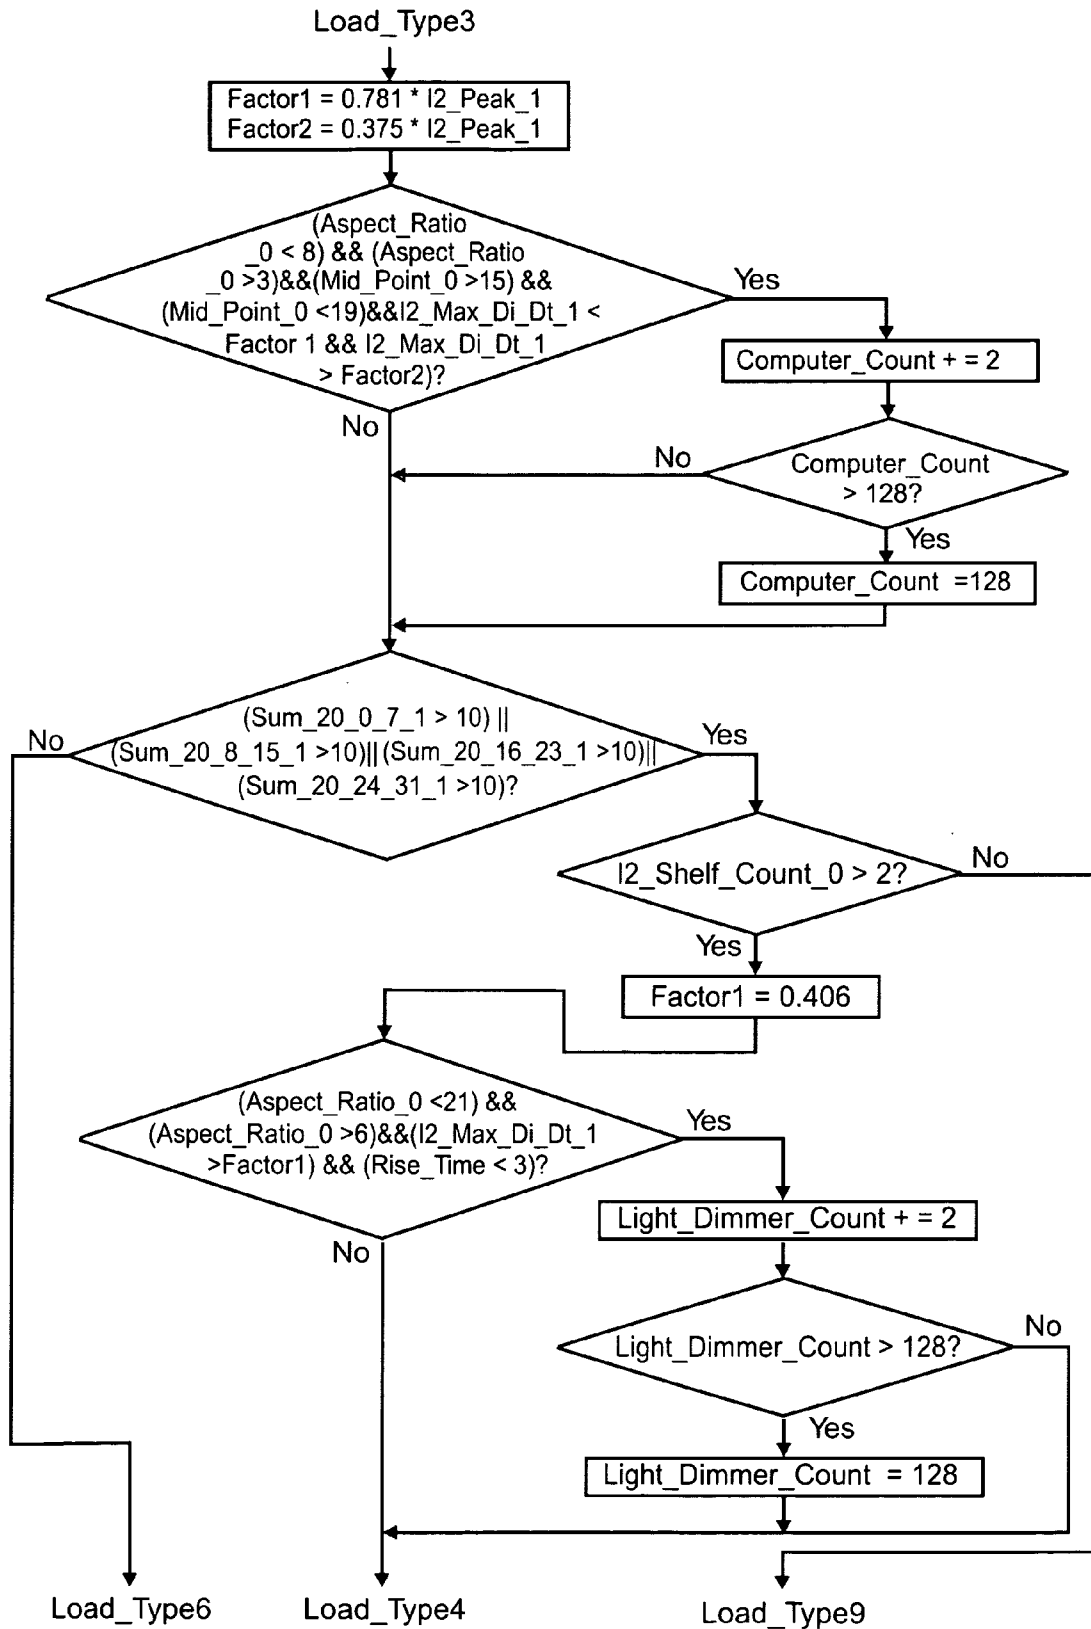 Load_Type3
Factor1 = 0.781 * I2_Peak_1
Factor2 = 0.375 * I2_Peak_1
(Aspect_Ratio
_0 < 8) && (Aspect_Ratio
_0 >3)&&(Mid_Point_0 >15) &&
(Mid_Point_0 <19)&&I2_Max_Di_Dt_1 <
Factor 1 && I2_Max_Di_Dt_1
> Factor2)?
Yes
No
Computer_Count + = 2
Computer_Count
> 128?
No
Yes
Computer_Count =128
(Sum_20_0_7_1 > 10) ||
(Sum_20_8_15_1 >10)|| (Sum_20_16_23_1 >10)||
(Sum_20_24_31_1 >10)?
No
Yes
I2_Shelf_Count_0 > 2?
No
Yes
Factor1 = 0.406
(Aspect_Ratio_0 <21) &&
(Aspect_Ratio_0 >6)&&(I2_Max_Di_Dt_1
>Factor1) && (Rise_Time < 3)?
Yes
No
Light_Dimmer_Count + = 2
Light_Dimmer_Count > 128?
No
Yes
Light_Dimmer_Count = 128
Load_Type6
Load_Type4
Load_Type9